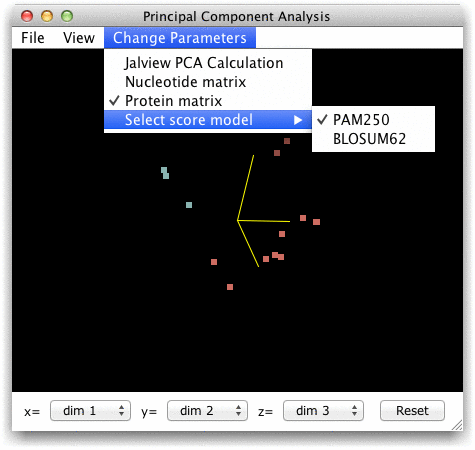 Principal Component Analysis
File View Change Parameters
Jalview PCA Calculation
Nucleotide matrix
✓ Protein matrix
Select score model ▶
✓ PAM250
BLOSUM62
x= dim 1 y= dim 2 z= dim 3 Reset